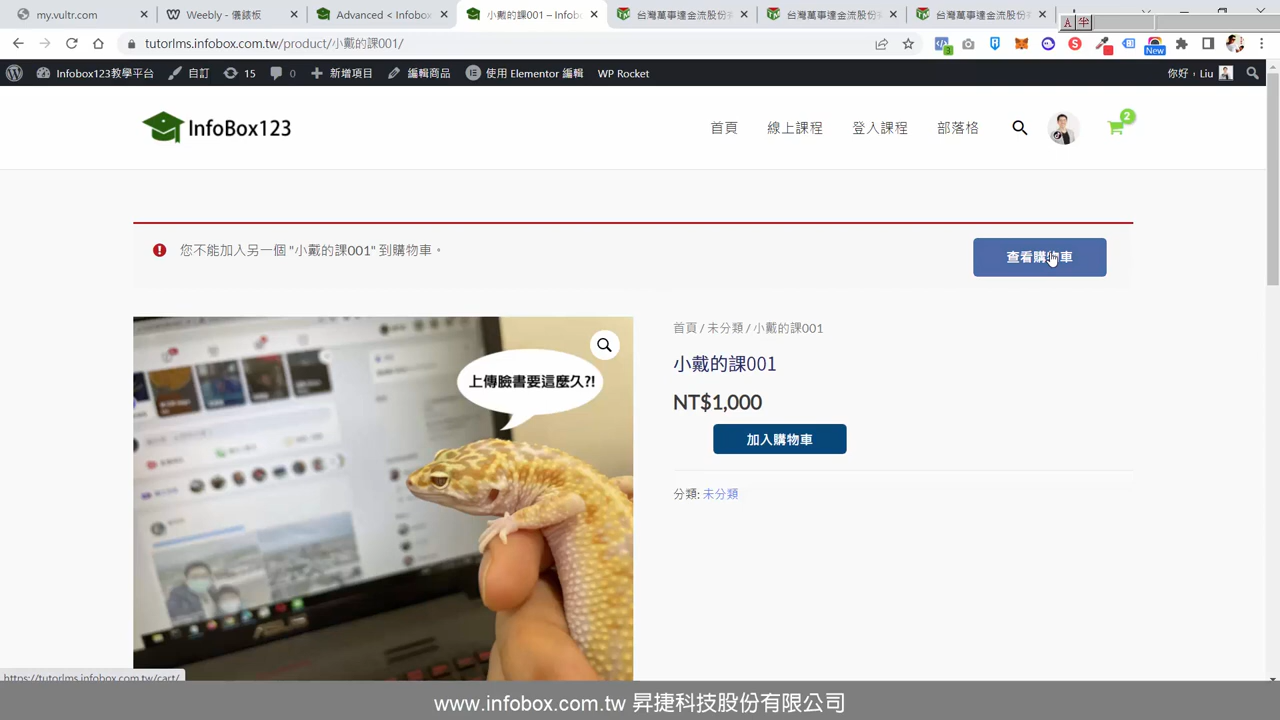 my.vultr.com
Weebly - 儀錶板
Advanced < Infobox
小戴的課001 – Infob
台灣萬事達金流股份
台灣萬事達金流股份
台灣萬事達金流股份
A 半
tutorlms.infobox.com.tw/product/小戴的
3
New
Infobox123教學平台
自訂
15
0
新增項目
編輯商品
使用 Elementor 編輯
WP Rocket
你好，Liu
InfoBox123
首頁
線上課程
登入課程
部落格
2
您不能加入另一個 "小戴的課001" 到購物車。
查看購物車
上傳臉書要這麼久?!
首頁 / 未分類 / 小戴的課001
小戴的課001
NT$1,000
加入購物車
分類: 未分類
ASUS
https://tutorlms.infobox.com.tw/cart/
www.infobox.com.tw 昇捷科技股份有限公司